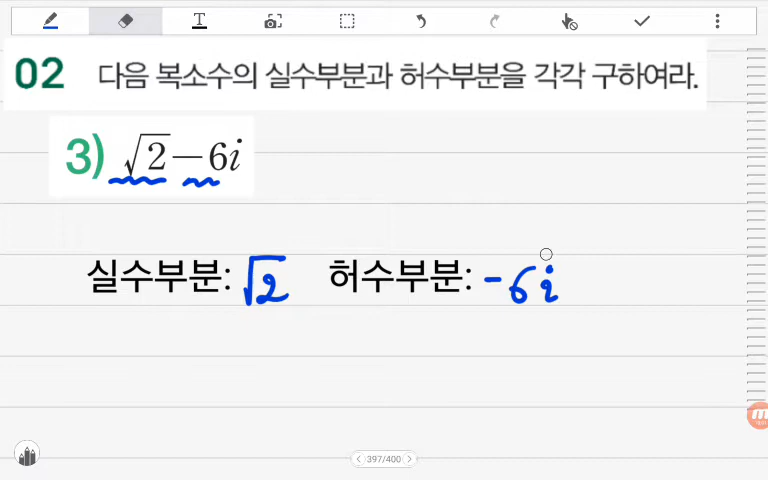 T
02 다음 복소수의 실수부분과 허수부분을 각각 구하여라.
3) √2-6i
실수부분: √2 허수부분: -6i
397/400